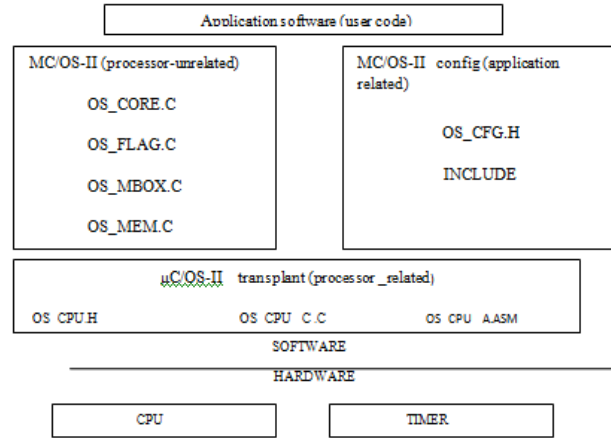 Application software (user code)
MC/OS-II (processor-unrelated)
OS_CORE.C
OS_FLAG.C
OS_MBOX.C
OS_MEM.C
MC/OS-II config (application
related)
OS_CFG.H
INCLUDE
µC/OS-II transplant (processor _related)
OS CPU.H OS CPU C.C OS CPU A.ASM
SOFTWARE
HARDWARE
CPU TIMER